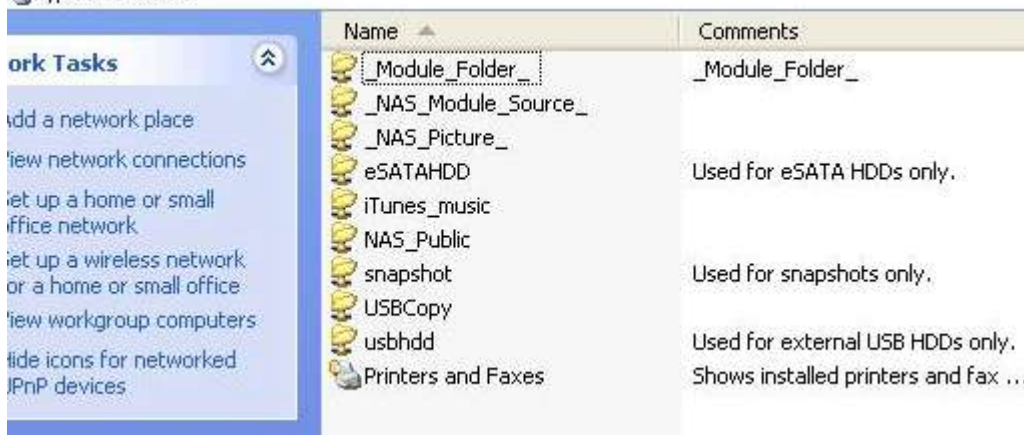 ork Tasks
dd a network place
iew network connections
et up a home or small
ffice network
et up a wireless network
or a home or small office
iew workgroup computers
ide icons for networked
UPnP devices
Name Comments
_Module_Folder_ _Module_Folder_
_NAS_Module_Source_
_NAS_Picture_
eSATAHDD Used for eSATA HDDs only.
iTunes_music
NAS_Public
snapshot Used for snapshots only.
USBCopy
usbhdd Used for external USB HDDs only.
Printers and Faxes Shows installed printers and fax ...